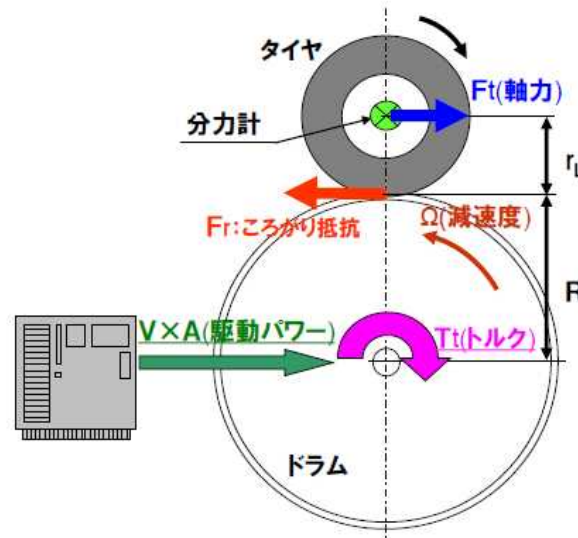 タイヤ
Ft(軸力)
分力計
rL
Fr:ころがり抵抗
Ω(減速度)
R
V×A(駆動パワー)
Tt(トルク)
ドラム